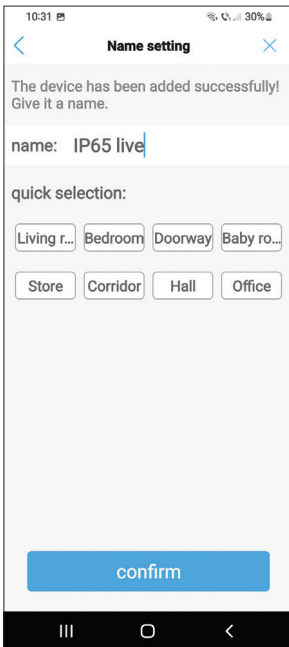 10:31 30%
Name setting
The device has been added successfully!
Give it a name.
name: IP65 live
quick selection:
Living r... Bedroom Doorway Baby ro...
Store Corridor Hall Office
confirm